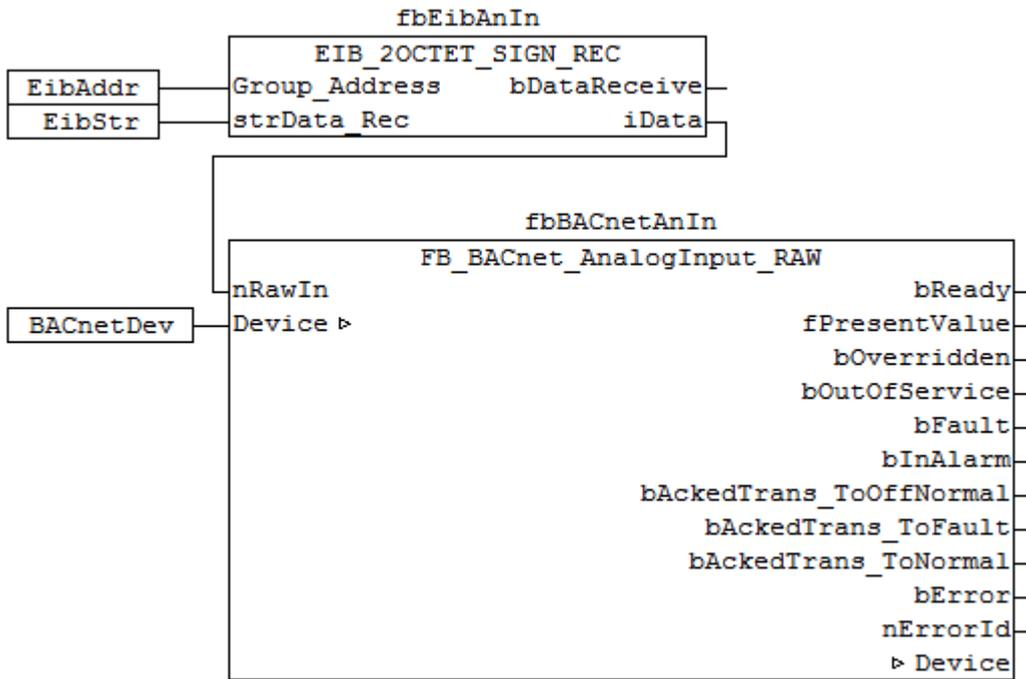 fbEibAnIn
EIB_2OCTET_SIGN_REC
EibAddr Group_Address bDataReceive
EibStr strData_Rec iData
fbBACnetAnIn
FB_BACnet_AnalogInput_RAW
nRawIn bReady
BACnetDev Device fPresentValue
bOverridden
bOutOfService
bFault
bInAlarm
bAckedTrans_ToOffNormal
bAckedTrans_ToFault
bAckedTrans_ToNormal
bError
nErrorId
Device